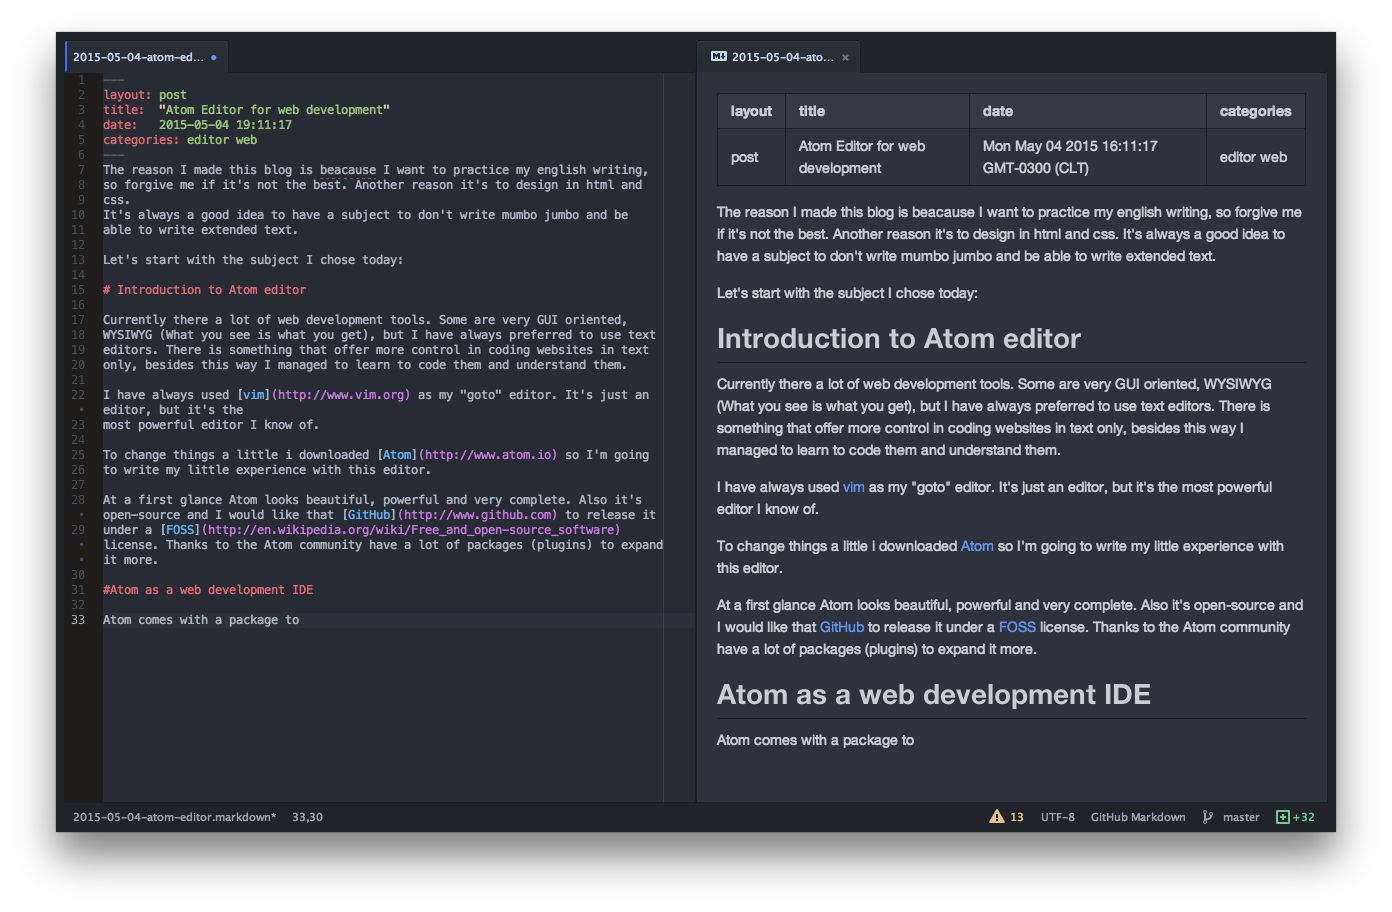 2015-05-04-atom-ed...
1 ---
2 layout: post
3 title:  "Atom Editor for web development"
4 date:   2015-05-04 19:11:17
5 categories: editor web
6 ---
7 The reason I made this blog is beacause I want to practice my english writing,
8 so forgive me if it's not the best. Another reason it's to design in html and
9 css.
10 It's always a good idea to have a subject to don't write mumbo jumbo and be
11 able to write extended text.
12
13 Let's start with the subject I chose today:
14
15 # Introduction to Atom editor
16
17 Currently there a lot of web development tools. Some are very GUI oriented,
18 WYSIWYG (What you see is what you get), but I have always preferred to use text
19 editors. There is something that offer more control in coding websites in text
20 only, besides this way I managed to learn to code them and understand them.
21
22 I have always used [vim](http://www.vim.org) as my "goto" editor. It's just an
• editor, but it's the
23 most powerful editor I know of.
24
25 To change things a little i downloaded [Atom](http://www.atom.io) so I'm going
26 to write my little experience with this editor.
27
28 At a first glance Atom looks beautiful, powerful and very complete. Also it's
• open-source and I would like that [GitHub](http://www.github.com) to release it
29 under a [FOSS](http://en.wikipedia.org/wiki/Free_and_open-source_software)
• license. Thanks to the Atom community have a lot of packages (plugins) to expand
• it more.
30
31 #Atom as a web development IDE
32
33 Atom comes with a package to
2015-05-04-ato... ×
layout title date categories
post Atom Editor for web development Mon May 04 2015 16:11:17 GMT-0300 (CLT) editor web
The reason I made this blog is beacause I want to practice my english writing, so forgive me
if it's not the best. Another reason it's to design in html and css. It's always a good idea to
have a subject to don't write mumbo jumbo and be able to write extended text.
Let's start with the subject I chose today:
Introduction to Atom editor
Currently there a lot of web development tools. Some are very GUI oriented, WYSIWYG
(What you see is what you get), but I have always preferred to use text editors. There is
something that offer more control in coding websites in text only, besides this way I
managed to learn to code them and understand them.
I have always used vim as my "goto" editor. It's just an editor, but it's the most powerful
editor I know of.
To change things a little i downloaded Atom so I'm going to write my little experience with
this editor.
At a first glance Atom looks beautiful, powerful and very complete. Also it's open-source and
I would like that GitHub to release it under a FOSS license. Thanks to the Atom community
have a lot of packages (plugins) to expand it more.
Atom as a web development IDE
Atom comes with a package to
2015-05-04-atom-editor.markdown* 33,30 13 UTF-8 GitHub Markdown master +32